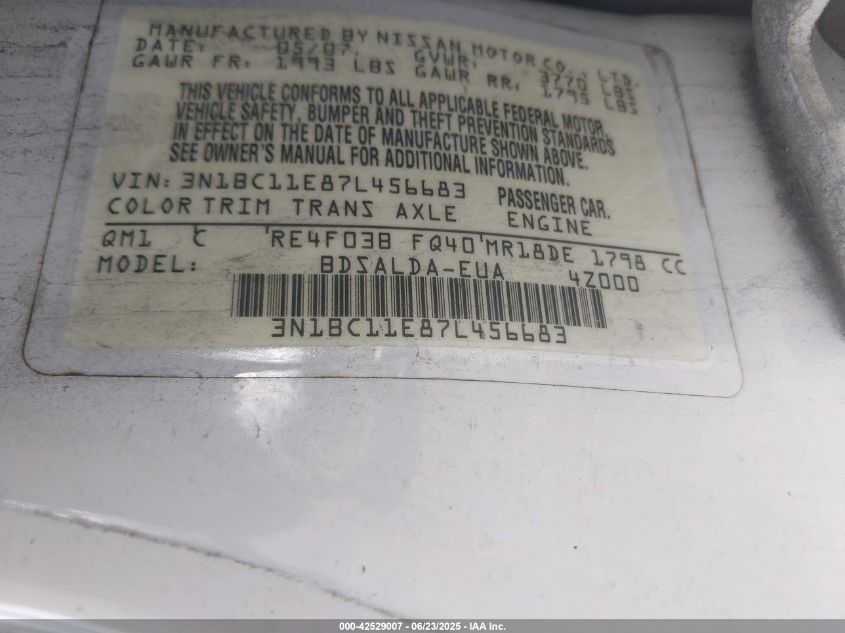 MANUFACTURED BY NISSAN MOTOR CO., LTD.
DATE: 05/07. GVWR: 3770 LBS
GAWR FR: 1993 LBS GAWR RR: 1795 LBS
THIS VEHICLE CONFORMS TO ALL APPLICABLE FEDERAL MOTOR
VEHICLE SAFETY, BUMPER AND THEFT PREVENTION STANDARDS
IN EFFECT ON THE DATE OF MANUFACTURE SHOWN ABOVE.
SEE OWNER'S MANUAL FOR ADDITIONAL INFORMATION.
VIN: 3N1BC11E87L456683 PASSENGER CAR.
COLOR TRIM TRANS AXLE ENGINE
QM1 C 'RE4F03B FQ40'MR18DE 1798 CC
MODEL: BDSALDA-EUA 4Z000
3N1BC11E87L456683
000-42529007 - 06/23/2025 - IAA Inc.